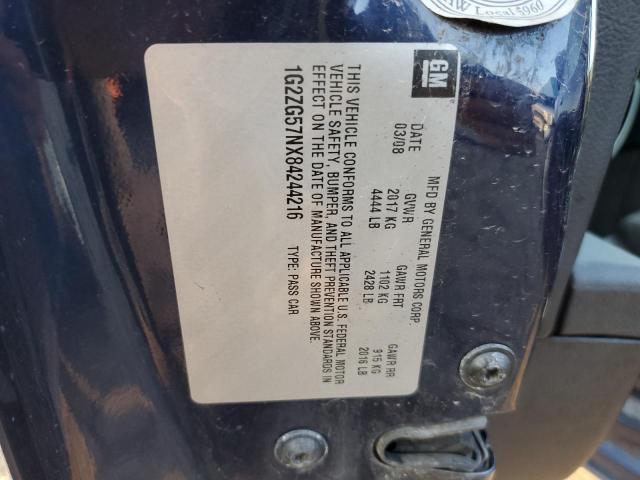 W Local 5960
GM
MFD BY GENERAL MOTORS CORP.
DATE GVWR GAWR FRT GAWR RR
03/08 2017 KG 1102 KG 915 KG
4444 LB 2428 LB 2016 LB
THIS VEHICLE CONFORMS TO ALL APPLICABLE U.S. FEDERAL MOTOR
VEHICLE SAFETY, BUMPER, AND THEFT PREVENTION STANDARDS IN
EFFECT ON THE DATE OF MANUFACTURE SHOWN ABOVE.
1G2ZG57NX84244216 TYPE: PASS CAR